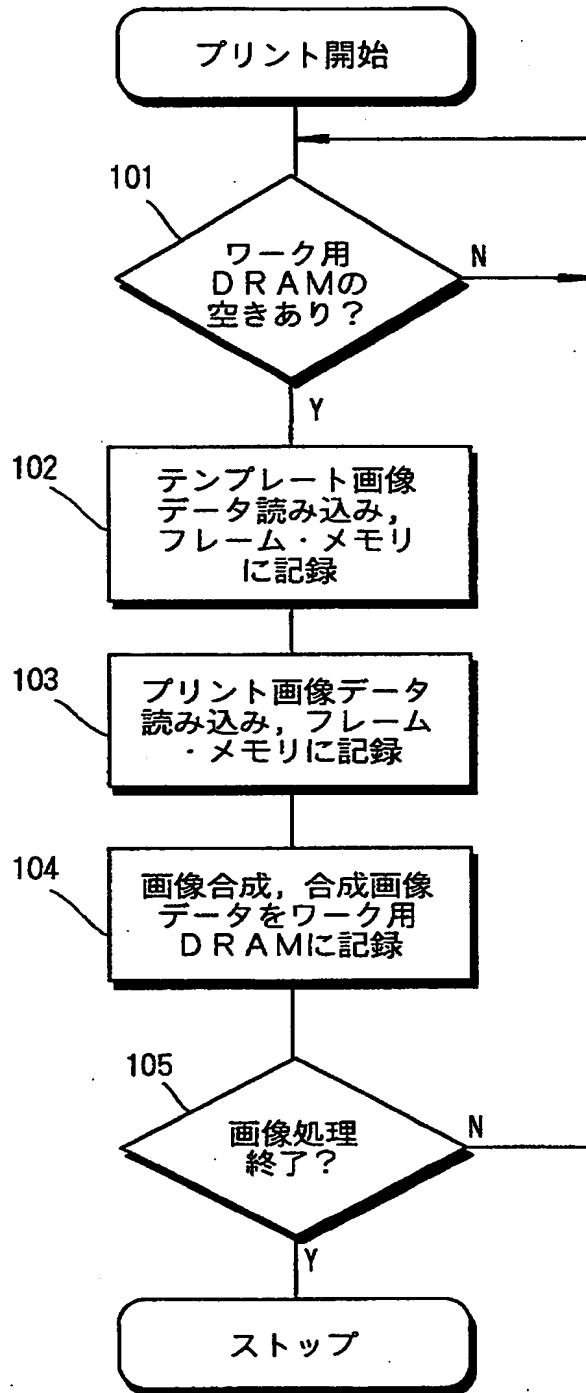 プリント開始
101
ワーク用
DRAMの
空きあり?
N
Y
102
テンプレート画像
データ読み込み,
フレーム・メモリ
に記録
103
プリント画像データ
読み込み,フレーム
・メモリに記録
104
画像合成,合成画像
データをワーク用
DRAMに記録
105
画像処理
終了?
N
Y
ストップ